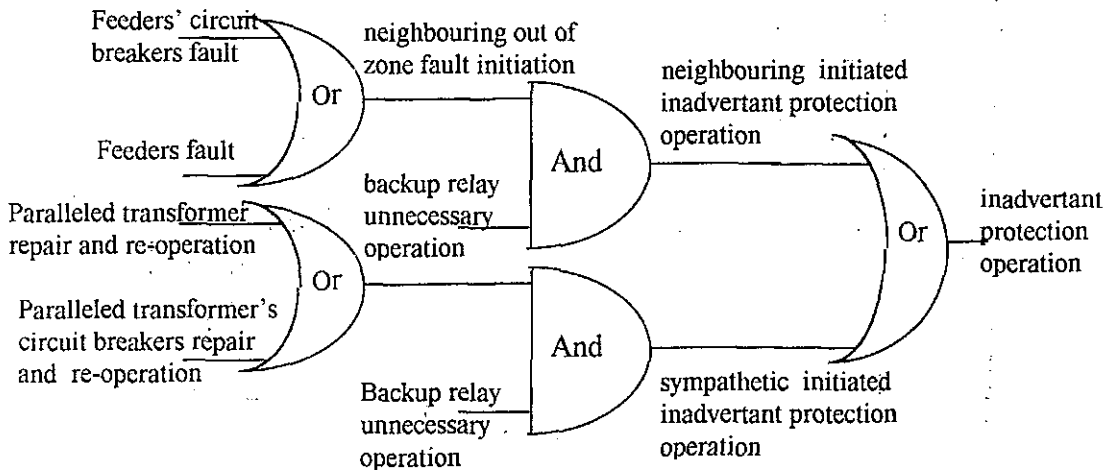 Feeders' circuit
breakers fault
Or
Feeders fault
neighbouring out of
zone fault initiation
And
backup relay
unnecessary
operation
neighbouring initiated
inadvertant protection
operation
Paralleled transformer
repair and re-operation
Or
Paralleled transformer's
circuit breakers repair
and re-operation
And
Backup relay
unnecessary
operation
sympathetic initiated
inadvertant protection
operation
Or
inadvertant
protection
operation